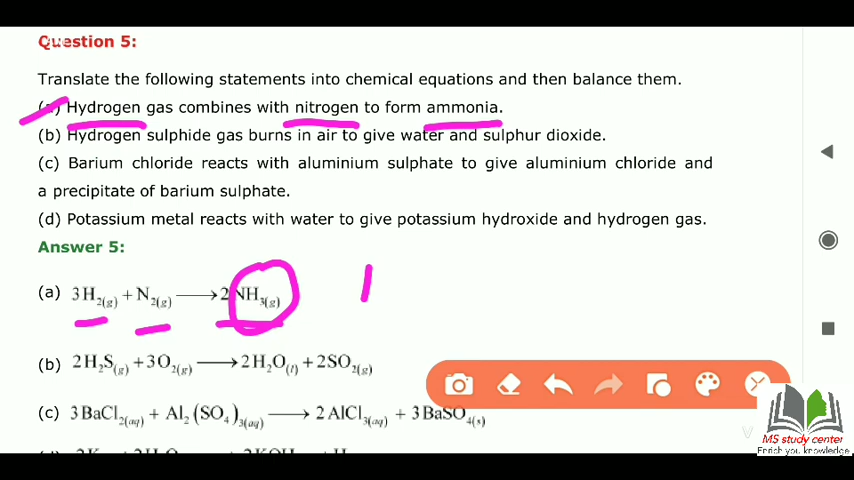 Question 5:
Translate the following statements into chemical equations and then balance them.
(a) Hydrogen gas combines with nitrogen to form ammonia.
(b) Hydrogen sulphide gas burns in air to give water and sulphur dioxide.
(c) Barium chloride reacts with aluminium sulphate to give aluminium chloride and
a precipitate of barium sulphate.
(d) Potassium metal reacts with water to give potassium hydroxide and hydrogen gas.
Answer 5:
(a) 3H₂(g) + N₂(g) ⟶ 2NH₃(g)
(b) 2H₂S(g) + 3O₂(g) ⟶ 2H₂O(l) + 2SO₂(g)
(c) 3BaCl₂(aq) + Al₂(SO₄)₃(aq) ⟶ 2AlCl₃(aq) + 3BaSO₄(s)
MS study center
Enrich you knowledge